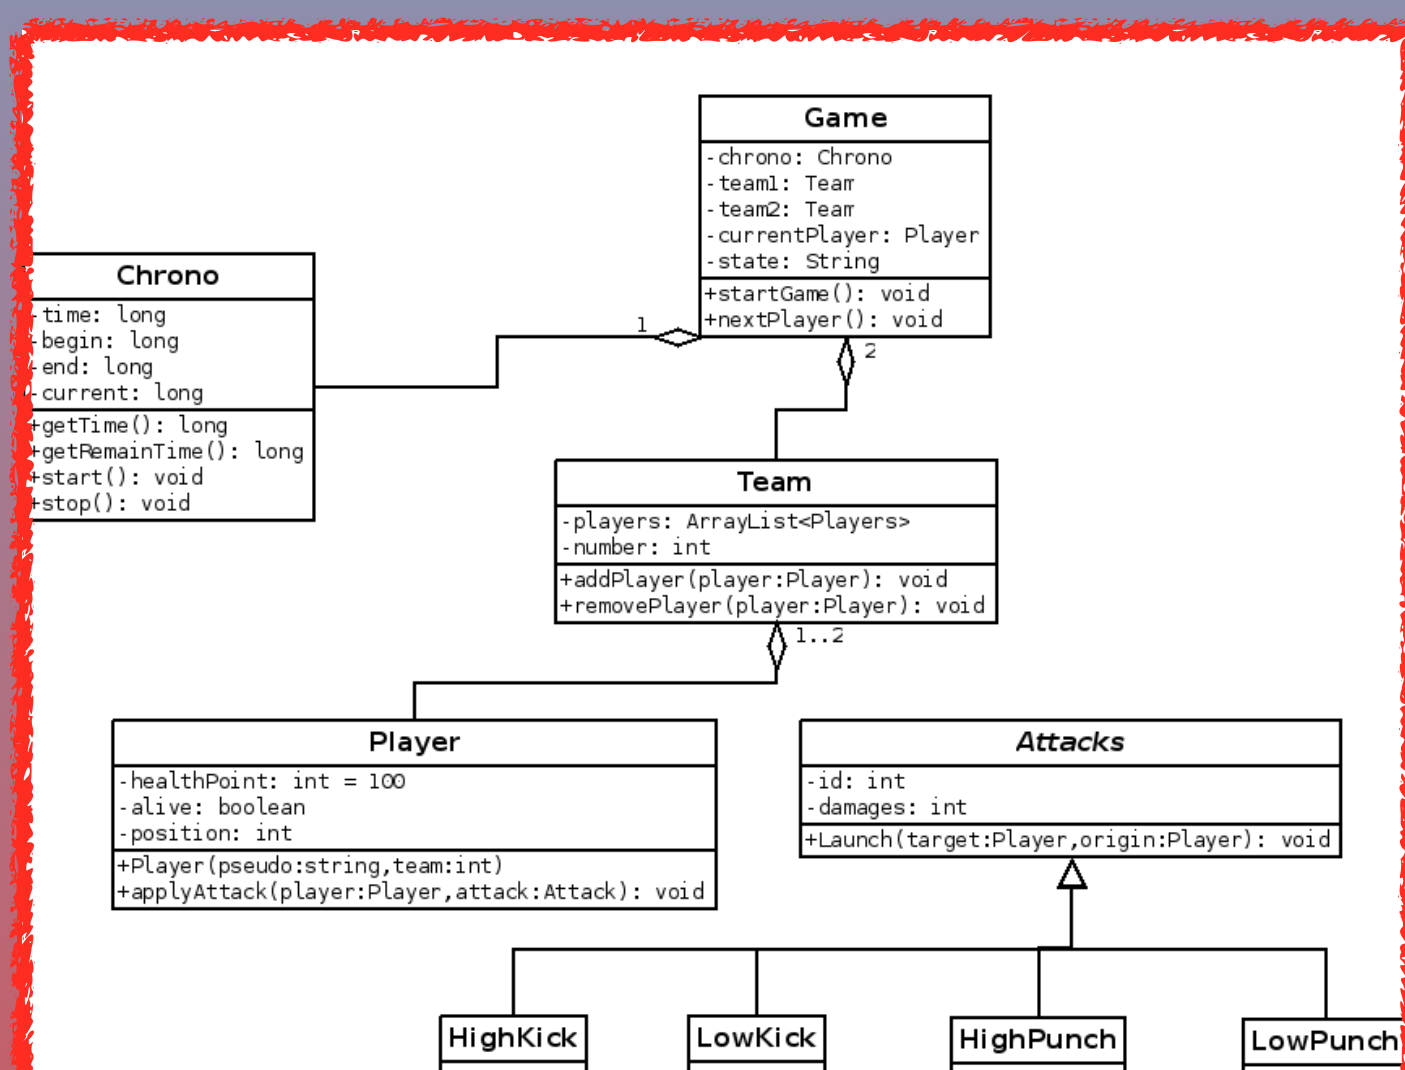 Game
-chrono: Chrono
-team1: Team
-team2: Team
-currentPlayer: Player
-state: String
+startGame(): void
+nextPlayer(): void
1
2
Chrono
-time: long
-begin: long
-end: long
-current: long
+getTime(): long
+getRemainTime(): long
+start(): void
+stop(): void
Team
-players: ArrayList<Players>
-number: int
+addPlayer(player:Player): void
+removePlayer(player:Player): void
1..2
Player
-healthPoint: int = 100
-alive: boolean
-position: int
+Player(pseudo:string,team:int)
+applyAttack(player:Player,attack:Attack): void
Attacks
-id: int
-damages: int
+Launch(target:Player,origin:Player): void
HighKick
LowKick
HighPunch
LowPunch